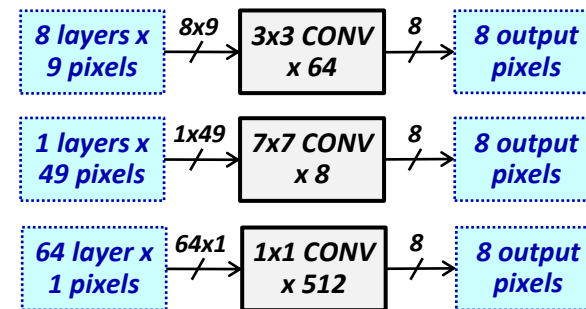 8 layers x
9 pixels
8x9
3x3 CONV
x 64
8
8 output
pixels
1 layers x
49 pixels
1x49
7x7 CONV
x 8
8
8 output
pixels
64 layer x
1 pixels
64x1
1x1 CONV
x 512
8
8 output
pixels